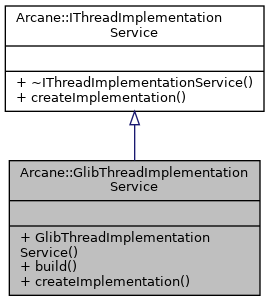 Arcane::IThreadImplementation
Service
+ ~IThreadImplementationService()
+ createImplementation()
Arcane::GlibThreadImplementation
Service
+ GlibThreadImplementation
Service()
+ build()
+ createImplementation()